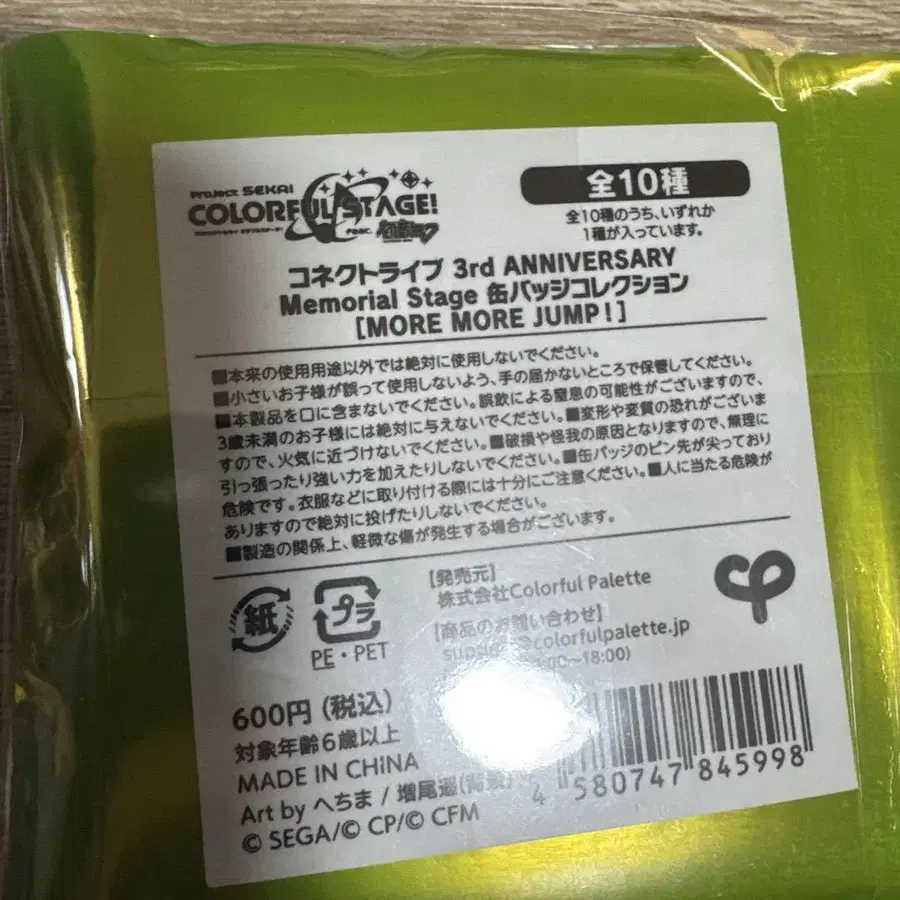 Project SEKAI
COLORFUL STAGE!
feat. 初音ミク
全10種
全10種のうち、いずれか
1種が入っています。
コネクトライブ 3rd ANNIVERSARY
Memorial Stage 缶バッジコレクション
[MORE MORE JUMP!]
■本来の使用用途以外では絶対に使用しないでください。
■小さいお子様が誤って使用しないよう、手の届かないところで保管してください。
■本製品を口に含まないでください。誤飲による窒息の可能性がございますので、
3歳未満のお子様には絶対に与えないでください。■変形や変質の恐れがございま
すので、火気に近づけないでください。■破損や怪我の原因となりますので、無理に
引っ張ったり強い力を加えたりしないでください。■缶バッジのピン先が尖っており
危険です。衣服などに取り付ける際には十分にご注意ください。■人に当たる危険が
ありますので絶対に投げたりしないでください。
■製造の関係上、軽微な傷が発生する場合がございます。
紙
プラ
PE・PET
【発売元】
株式会社Colorful Palette
【商品のお問い合わせ】
@colorfulpalette.jp
00~18:00)
600円(税込)
対象年齢6歳以上
MADE IN CHINA
Art by へちま / 増尾遥(背景)
© SEGA/© CP/© CFM
4 580747 845998